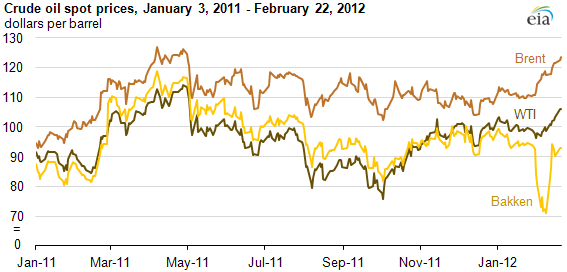 Crude oil spot prices, January 3, 2011 - February 22, 2012
dollars per barrel
eia
130
120
110
100
90
80
70
=
0
Brent
WTI
Bakken
Jan-11
Mar-11
May-11
Jul-11
Sep-11
Nov-11
Jan-12